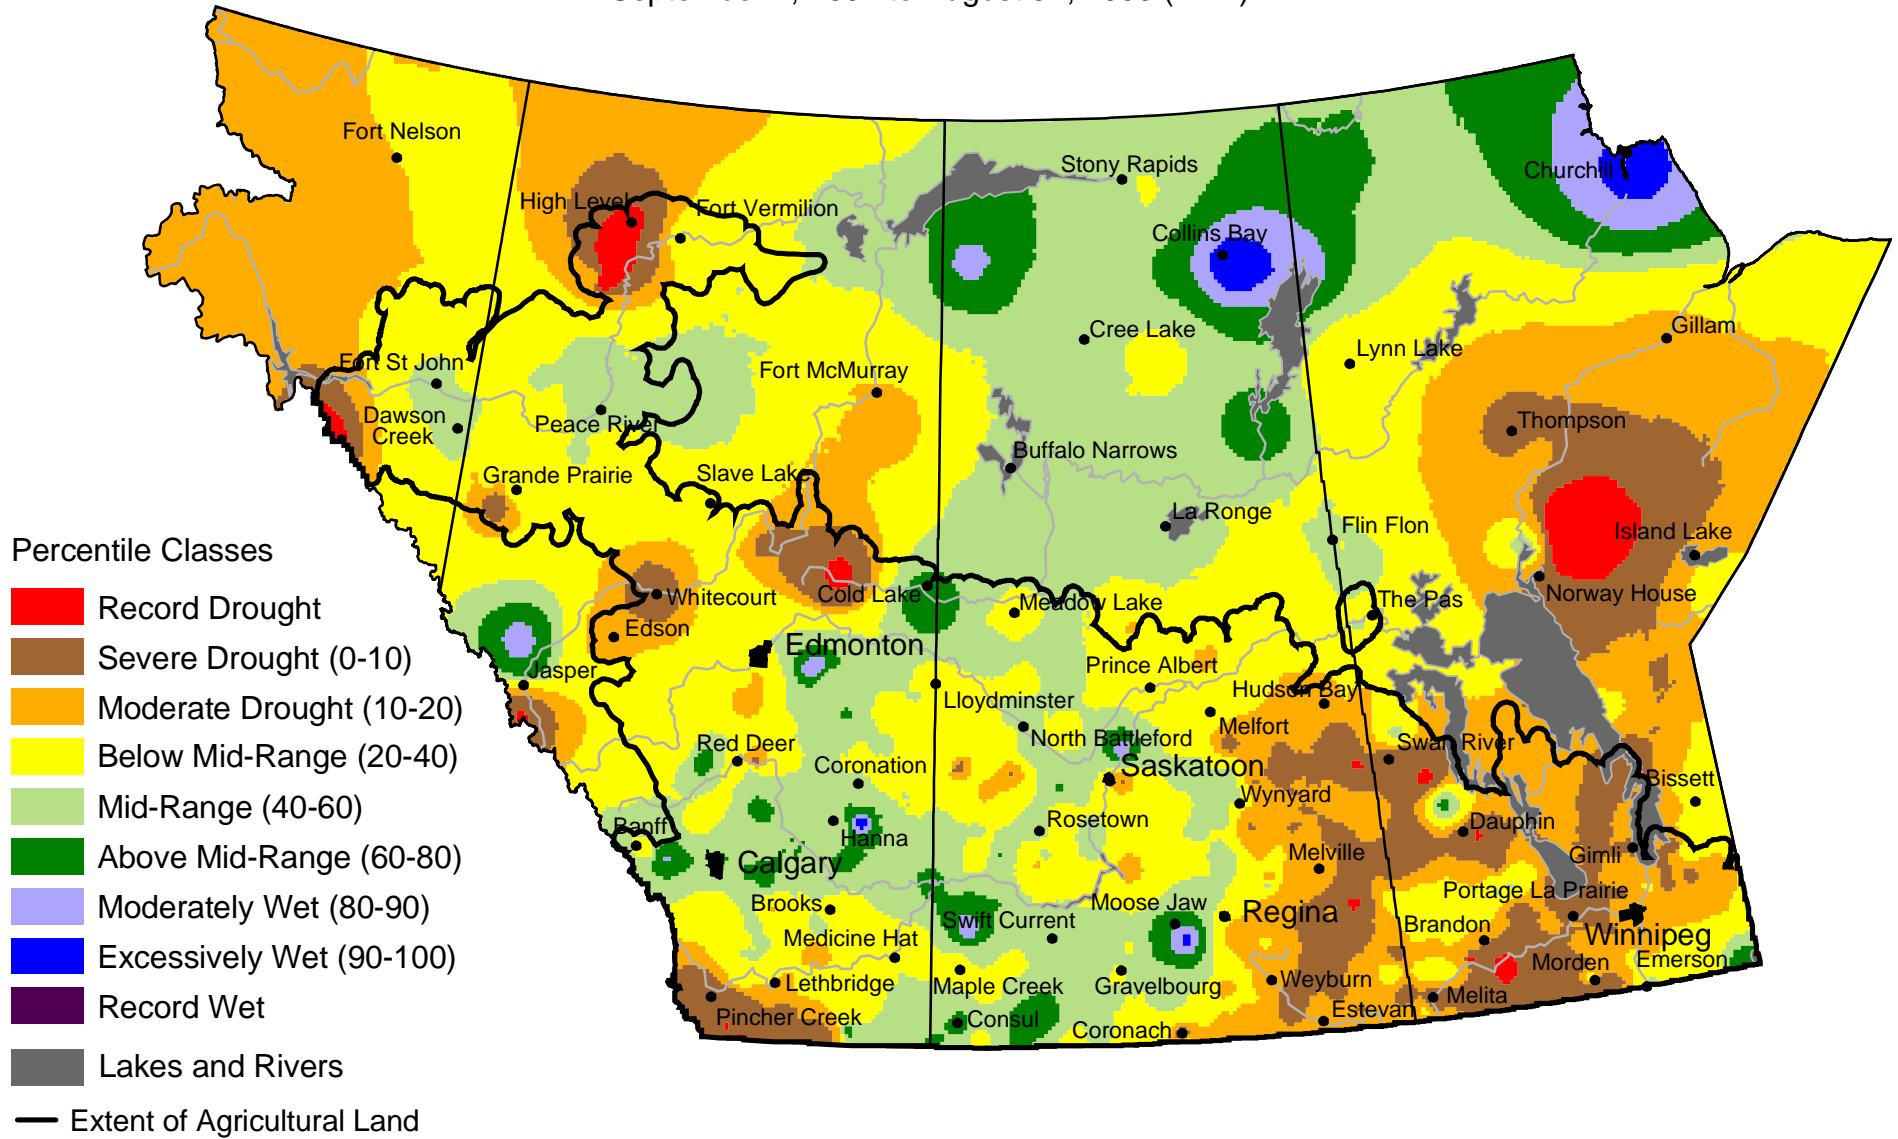 Fort Nelson
Stony Rapids
Churchill
High Level
Fort Vermilion
Collins Bay
Gillam
Cree Lake
Lynn Lake
Fort St John
Fort McMurray
Dawson
Creek
Peace River
Thompson
Buffalo Narrows
Grande Prairie
Slave Lake
La Ronge
Flin Flon
Island Lake
Whitecourt
Cold Lake
Meadow Lake
The Pas
Norway House
Edson
Edmonton
Jasper
Prince Albert
Hudson Bay
Lloydminster
Melfort
North Battleford
Swan River
Red Deer
Coronation
Saskatoon
Bissett
Wynyard
Banff
Hanna
Rosetown
Dauphin
Calgary
Melville
Gimli
Portage La Prairie
Brooks
Moose Jaw
Swift Current
Regina
Brandon
Medicine Hat
Winnipeg
Morden
Emerson
Lethbridge
Maple Creek
Gravelbourg
Weyburn
Melita
Pincher Creek
Consul
Coronach
Estevan
Percentile Classes
Record Drought
Severe Drought (0-10)
Moderate Drought (10-20)
Below Mid-Range (20-40)
Mid-Range (40-60)
Above Mid-Range (60-80)
Moderately Wet (80-90)
Excessively Wet (90-100)
Record Wet
Lakes and Rivers
Extent of Agricultural Land